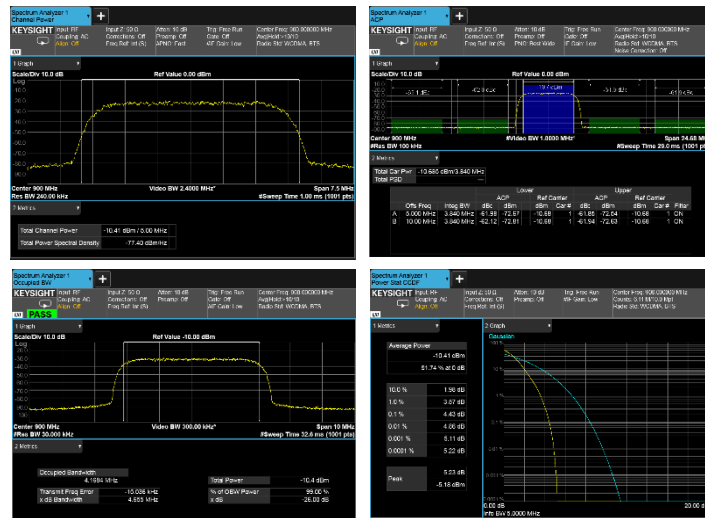 Spectrum Analyzer 1
Channel Power
+
KEYSIGHT Input: RF
Coupling: AC
Align: Off
Input Z: 50 Ω
Corrections: Off
Freq Ref: Int (S)
Atten: 10 dB
Preamp: Off
APNO: Fast
Trig: Free Run
Gate: Off
#IF Gain: Low
Center Freq: 900.000000 MHz
Avg|Hold:>10/10
Radio Std: WCDMA, BTS
1 Graph
Scale/Div 10.0 dB
Ref Value 0.00 dBm
Log
Center 900 MHz
Res BW 240.00 kHz
Video BW 2.4000 MHz*
Span 7.5 MHz
#Sweep Time 1.00 ms (1001 pts)
2 Metrics
Total Channel Power -10.41 dBm / 5.00 MHz
Total Power Spectral Density -77.40 dBm/Hz
Spectrum Analyzer 1
ACP
+
KEYSIGHT Input: RF
Coupling: AC
Align: Off
Input Z: 50 Ω
Corrections: Off
Freq Ref: Int (S)
Atten: 10 dB
Preamp: Off
PNO: Best Wide
Trig: Free Run
Gate: Off
IF Gain: Low
Center Freq: 900.000000 MHz
Avg|Hold:>10/10
Radio Std: WCDMA, BTS
Noise Correction: Off
1 Graph
Scale/Div 10.0 dB
Ref Value 0.00 dBm
Center 900 MHz
#Res BW 100 kHz
#Video BW 1.0000 MHz*
Span 24.68 MHz
#Sweep Time 29.0 ms (1001 pts)
2 Metrics
Total Car Pwr -10.680 dBm/3.840 MHz
Total PSD ---
Lower Upper
ACP Ref Carrier ACP Ref Carrier
Offs Freq Integ BW dBc dBm dBm Car # dBc dBm dBm Car # Filter
A 5.000 MHz 3.840 MHz -61.98 -72.67 -10.68 1 -61.85 -72.54 -10.68 1 ON
B 10.00 MHz 3.840 MHz -62.12 -72.81 -10.68 1 -61.94 -72.63 -10.68 1 ON
Spectrum Analyzer 1
Occupied BW
+
KEYSIGHT Input: RF
Coupling: AC
Align: Off
PASS
Input Z: 50 Ω
Corrections: Off
Freq Ref: Int (S)
Atten: 10 dB
Preamp: Off
Trig: Free Run
Gate: Off
#IF Gain: Low
Center Freq: 900.000000 MHz
Avg|Hold:>10/10
Radio Std: WCDMA, BTS
1 Graph
Scale/Div 10.0 dB
Ref Value -10.00 dBm
Log
Center 900 MHz
#Res BW 30.000 kHz
Video BW 300.00 kHz*
Span 10 MHz
#Sweep Time 32.6 ms (1001 pts)
2 Metrics
Occupied Bandwidth
4.1684 MHz
Total Power -10.4 dBm
Transmit Freq Error -10.036 kHz
% of OBW Power 99.00 %
x dB Bandwidth 4.655 MHz
x dB -26.00 dB
Spectrum Analyzer 1
Power Stat CCDF
+
KEYSIGHT Input: RF
Coupling: AC
Align: Off
Input Z: 50 Ω
Corrections: Off
Freq Ref: Int (S)
Atten: 10 dB
Preamp: Off
Trig: Free Run
#IF Gain: Low
Center Freq: 900.000000 MHz
Radio Std: WCDMA, BTS
1 Metrics
Average Power
-10.41 dBm
51.74 % at 0 dB
10.0 % 1.98 dB
1.0 % 3.57 dB
0.1 % 4.43 dB
0.01 % 4.86 dB
0.001 % 5.11 dB
0.0001 % 5.22 dB
Peak 5.23 dB
-5.18 dBm
2 Graph
Gaussian
100 %
10 %
0.00 dB
20.00 d
Info BW 5.0000 MHz